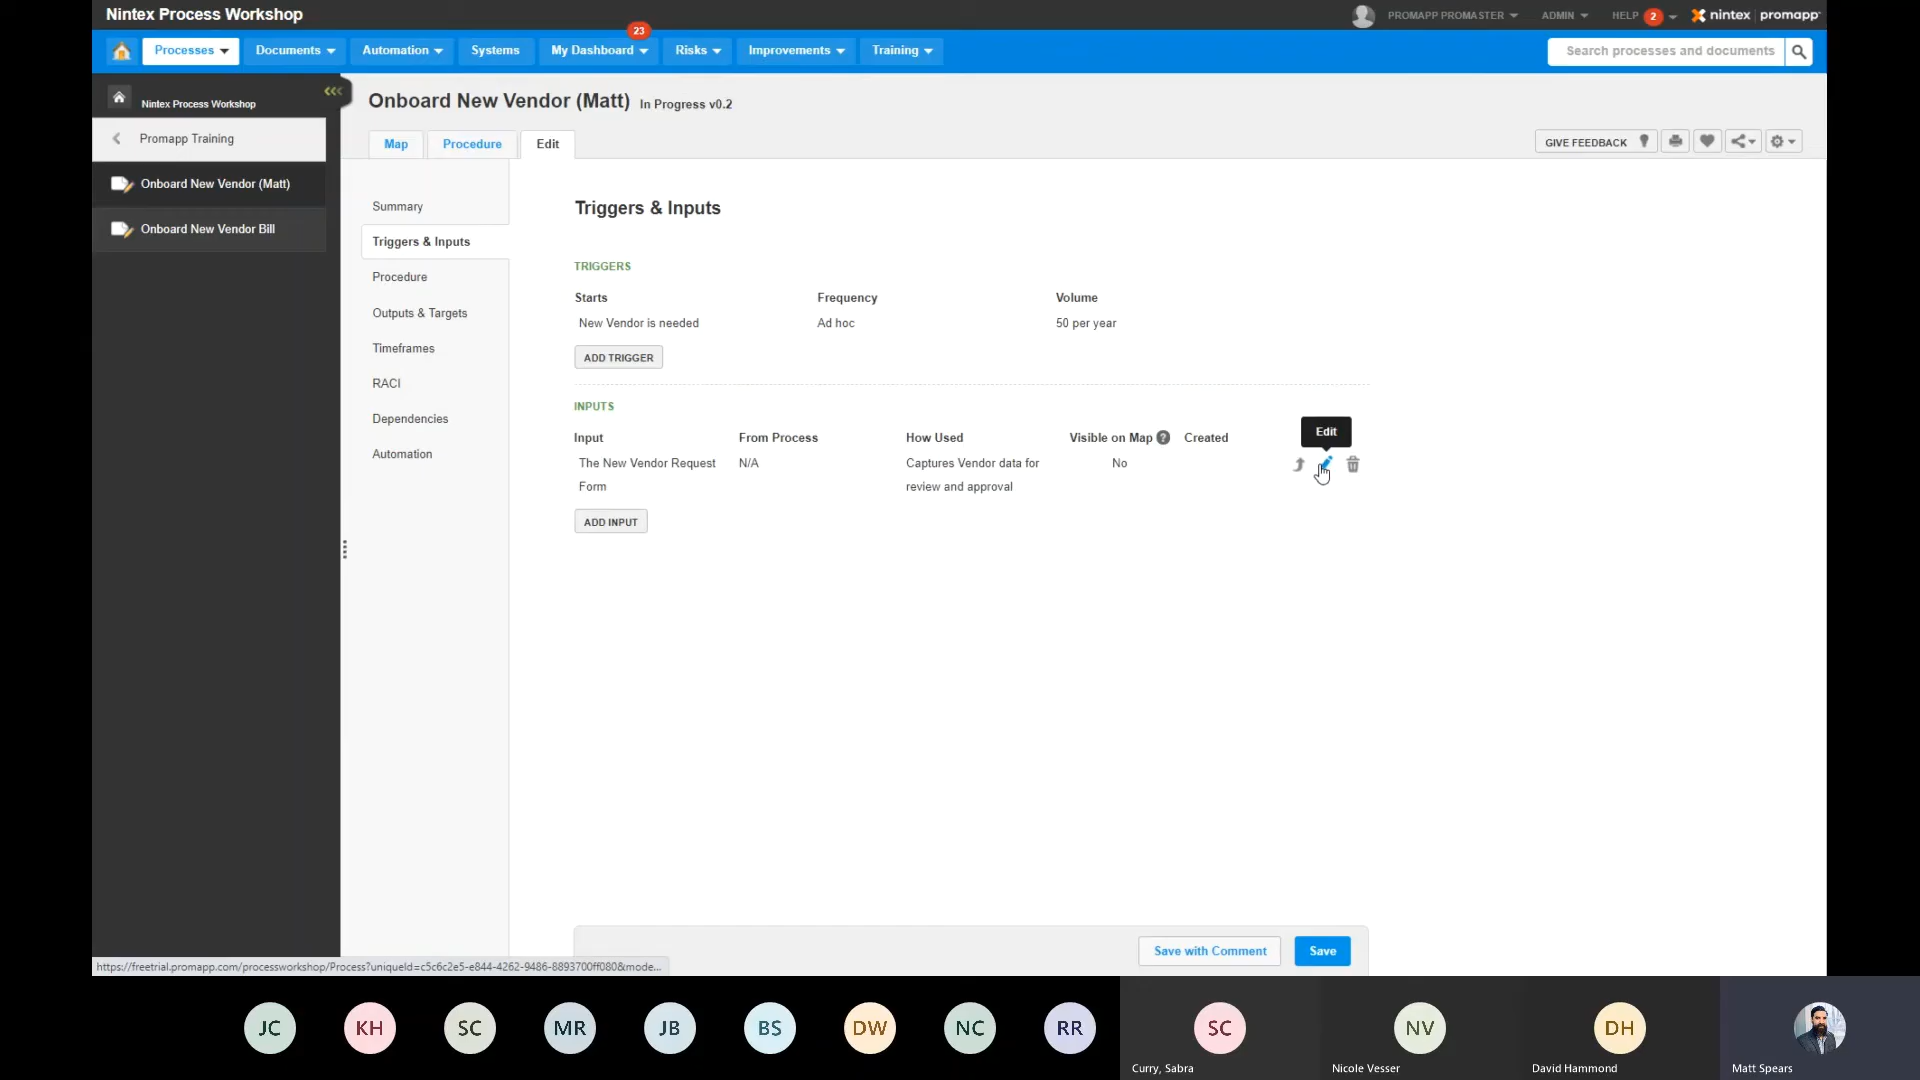 Nintex Process Workshop
PROMAPP PROMASTER
ADMIN
HELP 2
nintex promapp
Processes
Documents
Automation
Systems
My Dashboard
23
Risks
Improvements
Training
Search processes and documents
Nintex Process Workshop
Promapp Training
Onboard New Vendor (Matt)
Onboard New Vendor Bill
Onboard New Vendor (Matt) In Progress v0.2
Map
Procedure
Edit
GIVE FEEDBACK
Summary
Triggers & Inputs
Procedure
Outputs & Targets
Timeframes
RACI
Dependencies
Automation
Triggers & Inputs
TRIGGERS
Starts Frequency Volume
New Vendor is needed Ad hoc 50 per year
ADD TRIGGER
INPUTS
Edit
Input From Process How Used Visible on Map ? Created
The New Vendor Request N/A Captures Vendor data for No
Form review and approval
ADD INPUT
Save with Comment
Save
https://freetrial.promapp.com/processworkshop/Process?uniqueId=c5c6c2e5-e844-4262-9486-8893700ff080&mode...
JC KH SC MR JB BS DW NC RR SC NV DH
Curry, Sabra
Nicole Vesser
David Hammond
Matt Spears